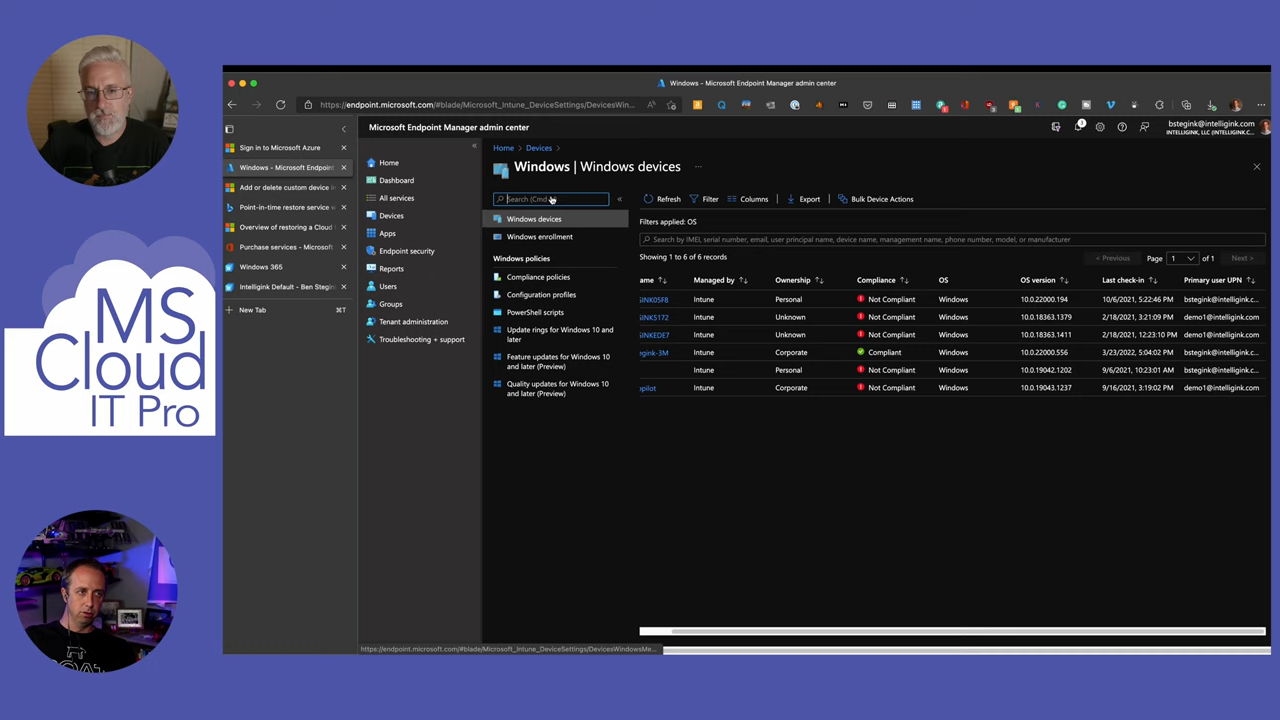 Windows - Microsoft Endpoint Manager admin center
https://endpoint.microsoft.com/#blade/Microsoft_Intune_DeviceSettings/DevicesWin...
Microsoft Endpoint Manager admin center
bstegink@intelligink.com
INTELLIGINK, LLC (INTELLIGINK.C...
Sign in to Microsoft Azure
Windows - Microsoft Endpoint
Add or delete custom device i
Point-in-time restore service w
Overview of restoring a Cloud
Purchase services - Microsoft
Windows 365
Intelligink Default - Ben Stegin
New Tab
⌘T
Home
Dashboard
All services
Devices
Apps
Endpoint security
Reports
Users
Groups
Tenant administration
Troubleshooting + support
Home > Devices >
Windows | Windows devices ...
Search (Cmd
Windows devices
Windows enrollment
Windows policies
Compliance policies
Configuration profiles
PowerShell scripts
Update rings for Windows 10 and
later
Feature updates for Windows 10
and later (Preview)
Quality updates for Windows 10
and later (Preview)
Refresh Filter Columns Export Bulk Device Actions
Filters applied: OS
Search by IMEI, serial number, email, user principal name, device name, management name, phone number, model, or manufacturer
Showing 1 to 6 of 6 records
< Previous Page 1 of 1 Next >
name Managed by Ownership Compliance OS OS version Last check-in Primary user UPN
GINK05F8 Intune Personal Not Compliant Windows 10.0.22000.194 10/6/2021, 5:22:46 PM bstegink@intelligink.c...
GINK5172 Intune Unknown Not Compliant Windows 10.0.18363.1379 2/18/2021, 3:21:09 PM demo1@intelligink.com
GINKEDE7 Intune Unknown Not Compliant Windows 10.0.18363.1411 2/18/2021, 12:23:10 PM demo1@intelligink.com
egink-3M Intune Corporate Compliant Windows 10.0.22000.556 3/23/2022, 5:04:02 PM bstegink@intelligink.c...
Intune Personal Not Compliant Windows 10.0.19042.1202 9/6/2021, 10:23:01 AM bstegink@intelligink.c...
opilot Intune Corporate Not Compliant Windows 10.0.19043.1237 9/16/2021, 3:19:02 PM demo1@intelligink.com
https://endpoint.microsoft.com/#blade/Microsoft_Intune_DeviceSettings/DevicesWindowsMe...
MS
Cloud
IT Pro